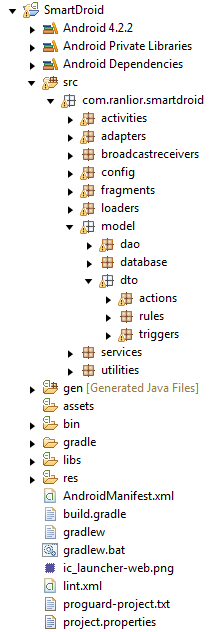 SmartDroid
Android 4.2.2
Android Private Libraries
Android Dependencies
src
com.ranlior.smartdroid
activities
adapters
broadcastreceivers
config
fragments
loaders
model
dao
database
dto
actions
rules
triggers
services
utilities
gen [Generated Java Files]
assets
bin
gradle
libs
res
AndroidManifest.xml
build.gradle
gradlew
gradlew.bat
ic_launcher-web.png
lint.xml
proguard-project.txt
project.properties